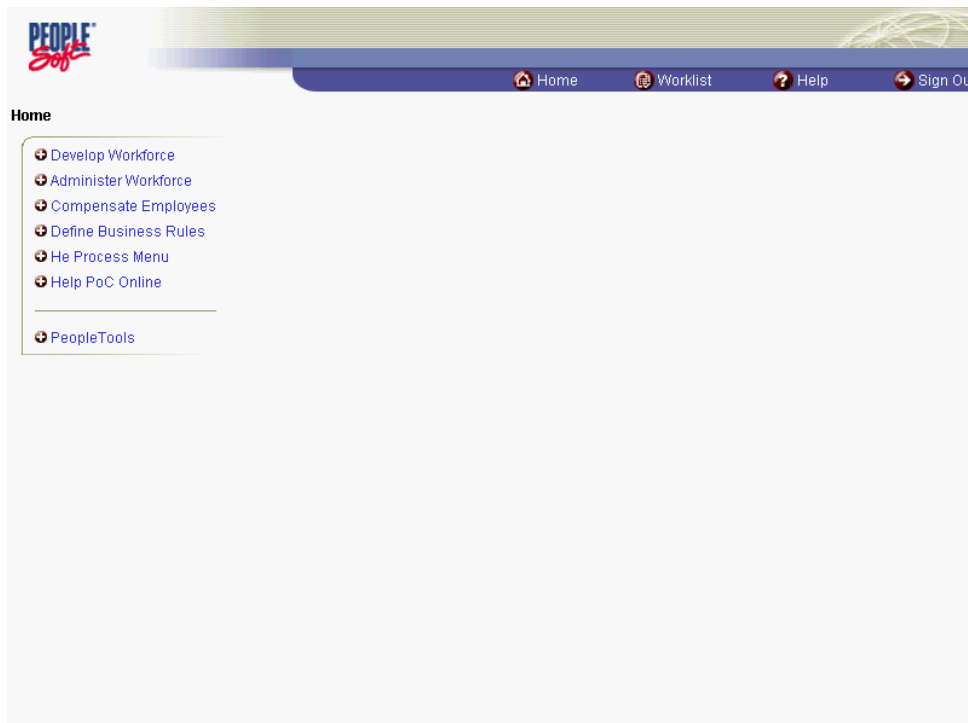 PEOPLE
Soft
Home Worklist Help Sign Ou
Home
Develop Workforce
Administer Workforce
Compensate Employees
Define Business Rules
He Process Menu
Help PoC Online
PeopleTools